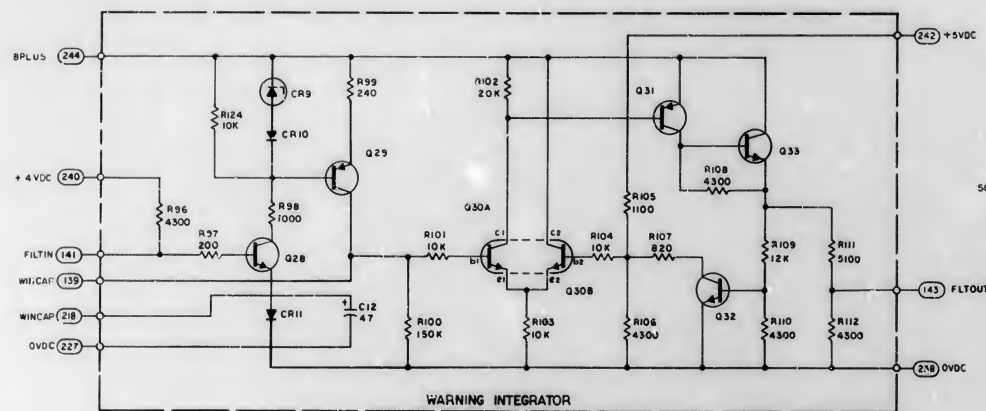 BPLUS 244
+4VDC 240
FILTIN 141
WINCAP 139
WINCAP 218
0VDC 227
R124
10K
CR9
CR10
R99
240
Q29
R96
4300
R97
200
R98
1000
Q28
CR11
C12
47
+
R101
10K
R100
150K
R102
20K
Q30A
C1
C2
b1
b2
e1
e2
Q30B
R103
10K
R104
10K
R105
1100
R107
820
R106
4300
Q31
Q33
R108
4300
R109
12K
R111
5100
Q32
R110
4300
R112
4300
242 +5VDC
143 FLTOUT
238 0VDC
WARNING INTEGRATOR